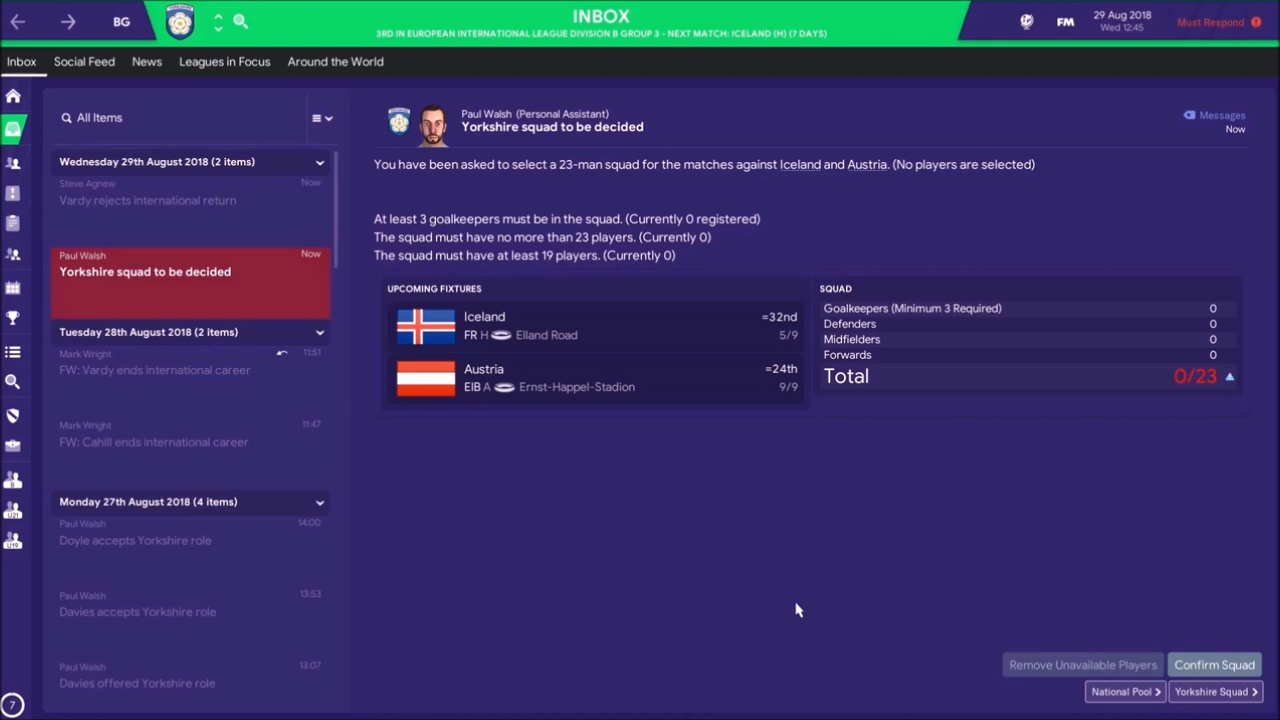 BG
INBOX
3RD IN EUROPEAN INTERNATIONAL LEAGUE DIVISION B GROUP 3 - NEXT MATCH: ICELAND (H) (7 DAYS)
FM
29 Aug 2018
Wed 12:45
Must Respond
Inbox
Social Feed
News
Leagues in Focus
Around the World
All Items
Wednesday 29th August 2018 (2 items)
Steve Agnew
Now
Vardy rejects international return
Paul Walsh
Now
Yorkshire squad to be decided
Tuesday 28th August 2018 (2 items)
Mark Wright
11:51
FW: Vardy ends international career
Mark Wright
11:47
FW: Cahill ends international career
Monday 27th August 2018 (4 items)
Paul Walsh
14:00
Doyle accepts Yorkshire role
Paul Walsh
13:53
Davies accepts Yorkshire role
Paul Walsh
13:07
Davies offered Yorkshire role
7
Paul Walsh (Personal Assistant)
Yorkshire squad to be decided
Messages
Now
You have been asked to select a 23-man squad for the matches against Iceland and Austria. (No players are selected)
At least 3 goalkeepers must be in the squad. (Currently 0 registered)
The squad must have no more than 23 players. (Currently 0)
The squad must have at least 19 players. (Currently 0)
UPCOMING FIXTURES
Iceland
=32nd
FR H Elland Road
5/9
Austria
=24th
EIB A Ernst-Happel-Stadion
9/9
SQUAD
Goalkeepers (Minimum 3 Required) 0
Defenders 0
Midfielders 0
Forwards 0
Total 0/23
Remove Unavailable Players
Confirm Squad
National Pool >
Yorkshire Squad >